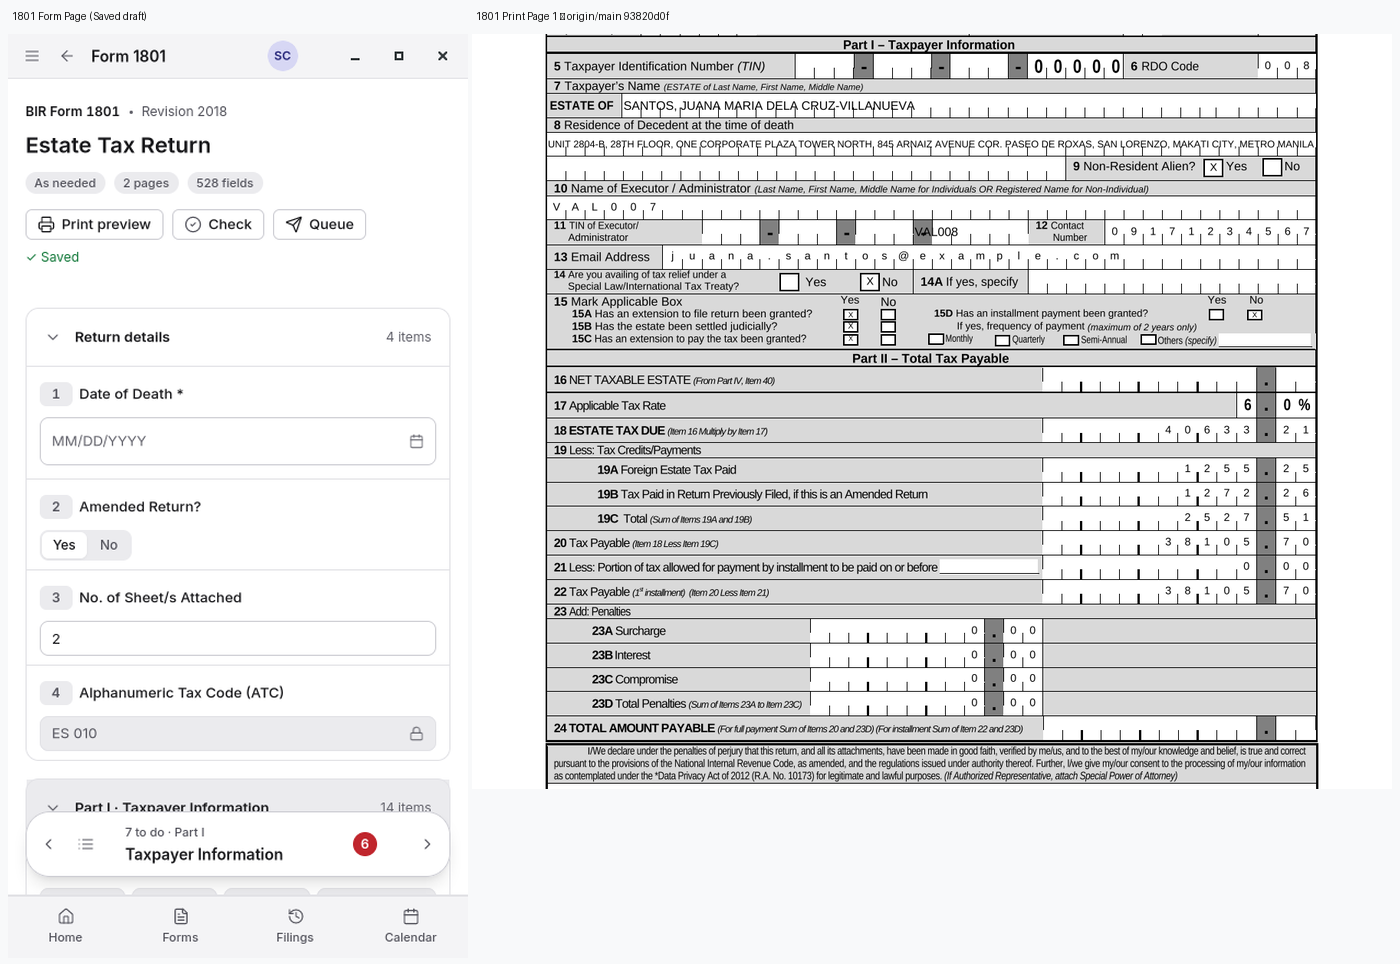 1801 Form Page (Saved draft)
1801 Print Page 1 origin/main 93820d0f
Form 1801
SC
BIR Form 1801 • Revision 2018
Estate Tax Return
As needed
2 pages
528 fields
Print preview
Check
Queue
Saved
Return details
4 items
1 Date of Death *
MM/DD/YYYY
2 Amended Return?
Yes No
3 No. of Sheet/s Attached
2
4 Alphanumeric Tax Code (ATC)
ES 010
Part I · Taxpayer Information
14 items
7 to do · Part I
Taxpayer Information
6
Home
Forms
Filings
Calendar
Part I – Taxpayer Information
5 Taxpayer Identification Number (TIN) - - - 0 0 0 0 0 6 RDO Code 0 0 8
7 Taxpayer's Name (ESTATE of Last Name, First Name, Middle Name)
ESTATE OF SANTOS, JUANA MARIA DELA CRUZ-VILLANUEVA
8 Residence of Decedent at the time of death
UNIT 2804-B, 28TH FLOOR, ONE CORPORATE PLAZA TOWER NORTH, 845 ARNAIZ AVENUE COR. PASEO DE ROXAS, SAN LORENZO, MAKATI CITY, METRO MANILA
9 Non-Resident Alien? X Yes No
10 Name of Executor / Administrator (Last Name, First Name, Middle Name for Individuals OR Registered Name for Non-Individual)
V A L 0 0 7
11 TIN of Executor/ Administrator - - - VAL008 12 Contact Number 0 9 1 7 1 2 3 4 5 6 7
13 Email Address j u a n a . s a n t o s @ e x a m p l e . c o m
14 Are you availing of tax relief under a Special Law/International Tax Treaty? Yes X No 14A If yes, specify
15 Mark Applicable Box Yes No Yes No
15A Has an extension to file return been granted? X 15D Has an installment payment been granted? X
15B Has the estate been settled judicially? X If yes, frequency of payment (maximum of 2 years only)
15C Has an extension to pay the tax been granted? X Monthly Quarterly Semi-Annual Others (specify)
Part II – Total Tax Payable
16 NET TAXABLE ESTATE (From Part IV, Item 40) .
17 Applicable Tax Rate 6 . 0 %
18 ESTATE TAX DUE (Item 16 Multiply by Item 17) 4 0 6 3 3 . 2 1
19 Less: Tax Credits/Payments
19A Foreign Estate Tax Paid 1 2 5 5 . 2 5
19B Tax Paid in Return Previously Filed, if this is an Amended Return 1 2 7 2 . 2 6
19C Total (Sum of Items 19A and 19B) 2 5 2 7 . 5 1
20 Tax Payable (Item 18 Less Item 19C) 3 8 1 0 5 . 7 0
21 Less: Portion of tax allowed for payment by installment to be paid on or before 0 . 0 0
22 Tax Payable (1st installment) (Item 20 Less Item 21) 3 8 1 0 5 . 7 0
23 Add: Penalties
23A Surcharge 0 . 0 0
23B Interest 0 . 0 0
23C Compromise 0 . 0 0
23D Total Penalties (Sum of Items 23A to Item 23C) 0 . 0 0
24 TOTAL AMOUNT PAYABLE (For full payment Sum of Items 20 and 23D) (For installment Sum of Item 22 and 23D) .
I/We declare under the penalties of perjury that this return, and all its attachments, have been made in good faith, verified by me/us, and to the best of my/our knowledge and belief, is true and correct
pursuant to the provisions of the National Internal Revenue Code, as amended, and the regulations issued under authority thereof. Further, I/we give my/our consent to the processing of my/our information
as contemplated under the *Data Privacy Act of 2012 (R.A. No. 10173) for legitimate and lawful purposes. (If Authorized Representative, attach Special Power of Attorney)